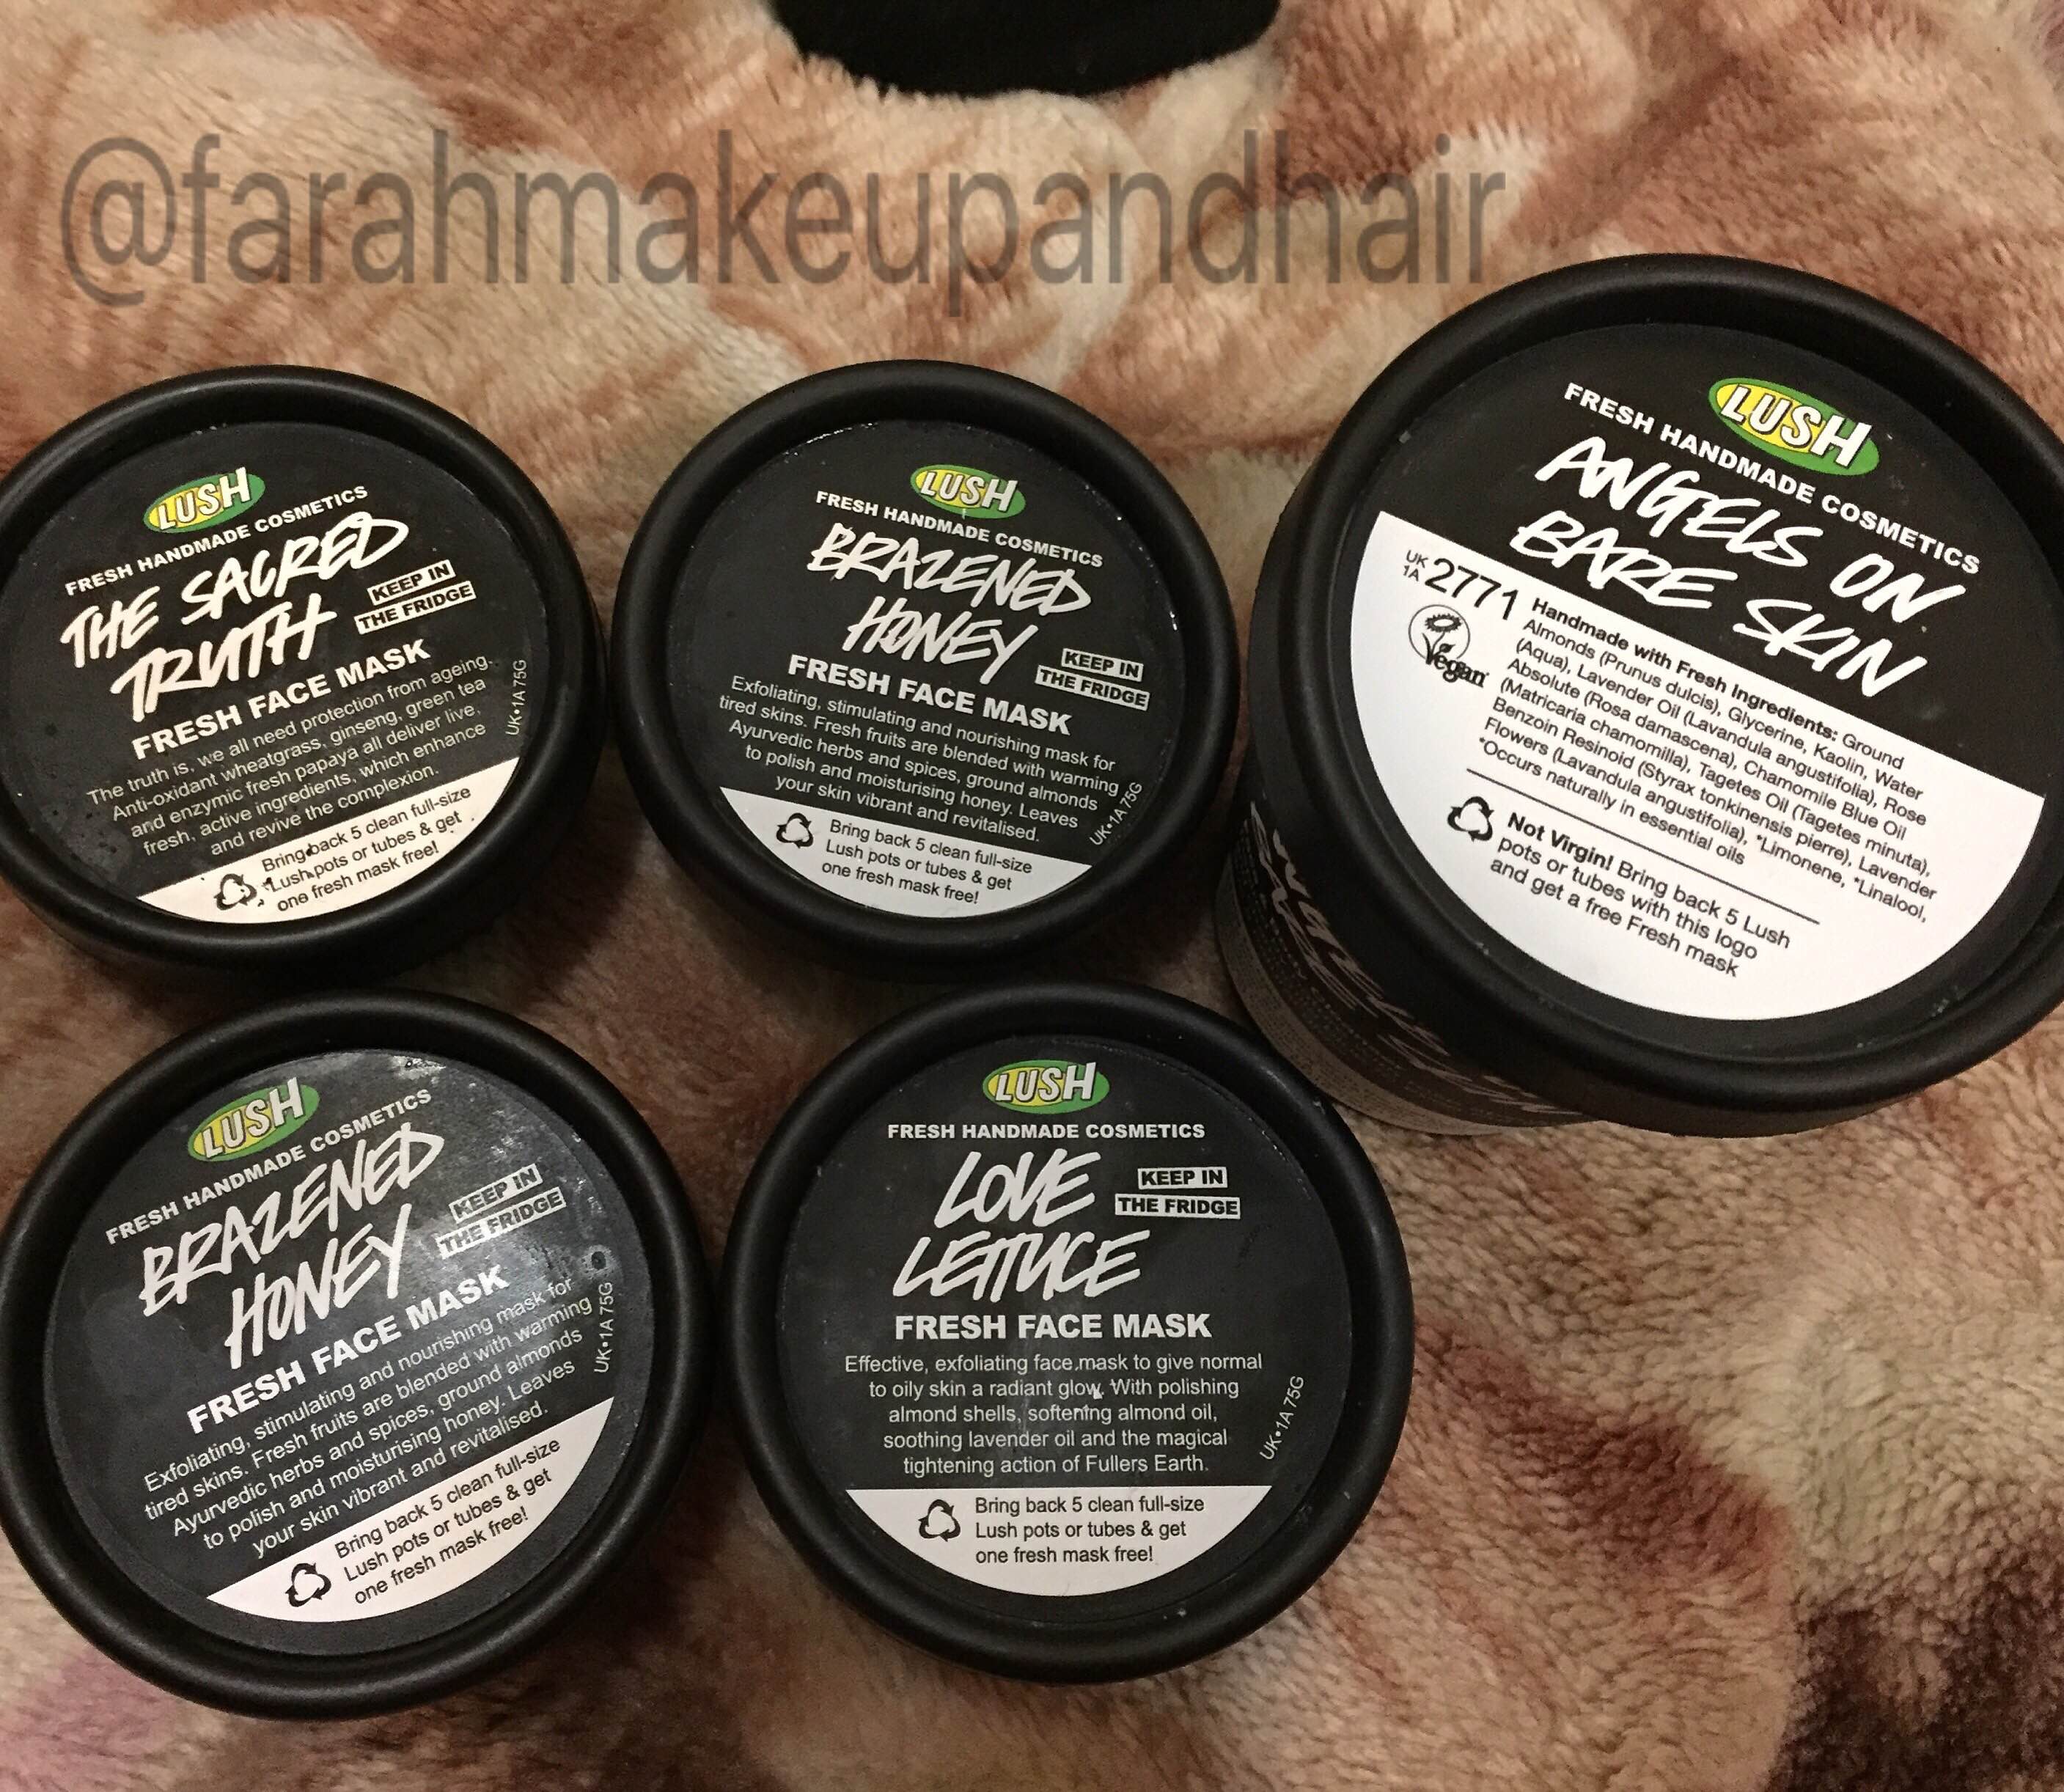 @farahmakeupandhair
LUSH
FRESH HANDMADE COSMETICS
THE SACRED
TRUTH
KEEP IN
THE FRIDGE
FRESH FACE MASK
The truth is, we all need protection from ageing.
Anti-oxidant wheatgrass, ginseng, green tea
and enzymic fresh papaya all deliver live,
fresh, active ingredients, which enhance
and revive the complexion.
UK•1A 75G
Bring back 5 clean full-size
Lush pots or tubes & get
one fresh mask free!
LUSH
FRESH HANDMADE COSMETICS
BRAZENED
HONEY
KEEP IN
THE FRIDGE
FRESH FACE MASK
Exfoliating, stimulating and nourishing mask for
tired skins. Fresh fruits are blended with warming
Ayurvedic herbs and spices, ground almonds
to polish and moisturising honey. Leaves
your skin vibrant and revitalised.
UK•1A 75G
Bring back 5 clean full-size
Lush pots or tubes & get
one fresh mask free!
LUSH
FRESH HANDMADE COSMETICS
ANGELS ON
BARE SKIN
UK
1A
2771
Vegan
Handmade with Fresh Ingredients: Ground
Almonds (Prunus dulcis), Glycerine, Kaolin, Water
(Aqua), Lavender Oil (Lavandula angustifolia), Rose
Absolute (Rosa damascena), Chamomile Blue Oil
(Matricaria chamomilla), Tagetes Oil (Tagetes minuta),
Benzoin Resinoid (Styrax tonkinensis pierre), Lavender
Flowers (Lavandula angustifolia), *Limonene, *Linalool,
*Occurs naturally in essential oils
Not Virgin! Bring back 5 Lush
pots or tubes with this logo
and get a free Fresh mask
LUSH
FRESH HANDMADE COSMETICS
BRAZENED
HONEY
KEEP IN
THE FRIDGE
FRESH FACE MASK
Exfoliating, stimulating and nourishing mask for
tired skins. Fresh fruits are blended with warming
Ayurvedic herbs and spices, ground almonds
to polish and moisturising honey. Leaves
your skin vibrant and revitalised.
UK•1A 75G
Bring back 5 clean full-size
Lush pots or tubes & get
one fresh mask free!
LUSH
FRESH HANDMADE COSMETICS
LOVE
LETTUCE
KEEP IN
THE FRIDGE
FRESH FACE MASK
Effective, exfoliating face mask to give normal
to oily skin a radiant glow. With polishing
almond shells, softening almond oil,
soothing lavender oil and the magical
tightening action of Fullers Earth.
UK•1A 75G
Bring back 5 clean full-size
Lush pots or tubes & get
one fresh mask free!